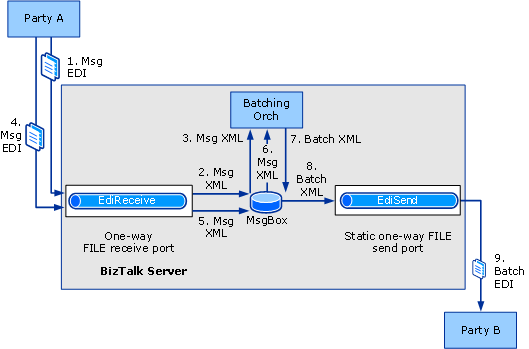 Party A
1. Msg
EDI
4.
Msg
EDI
Batching
Orch
3. Msg XML
6.
Msg
XML
7. Batch XML
2. Msg
XML
8.
Batch
XML
EdiReceive
5. Msg
XML
MsgBox
EdiSend
One-way
FILE receive port
Static one-way FILE
send port
BizTalk Server
9.
Batch
EDI
Party B